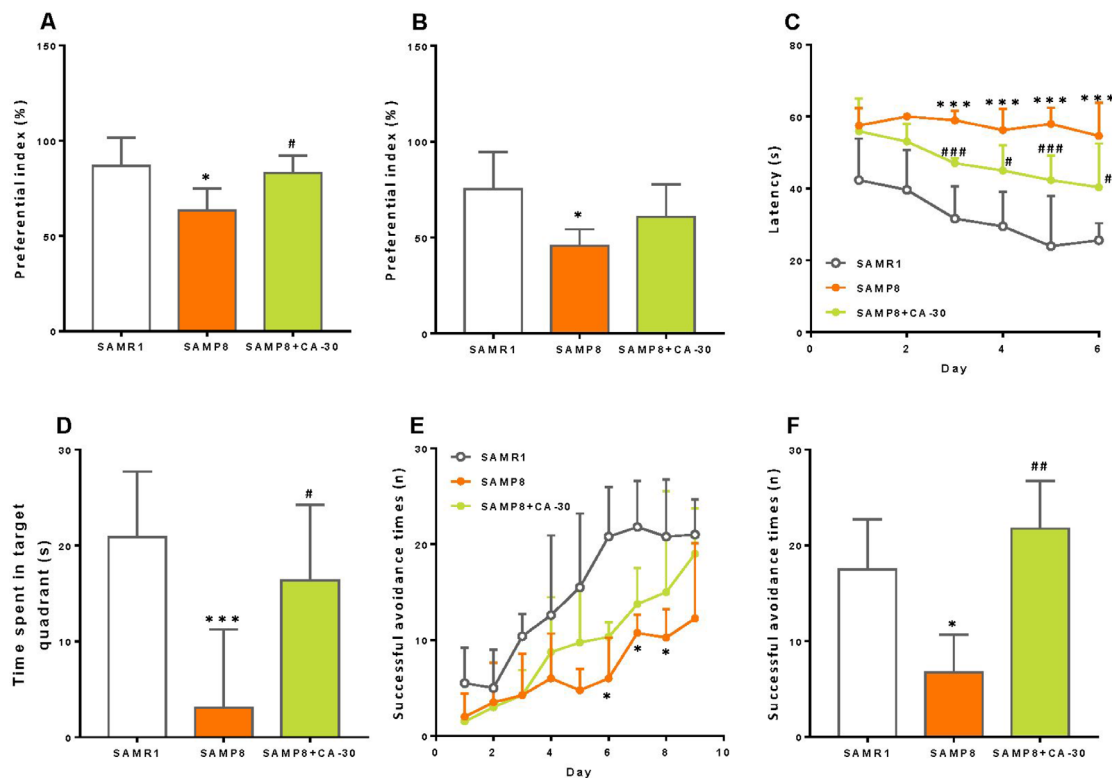 A
Preferential index (%)
150
100
50
0
*
#
SAMR1
SAMP8
SAMP8+CA-30
B
Preferential index (%)
150
100
50
0
*
SAMR1
SAMP8
SAMP8+CA-30
C
Latency (s)
80
60
40
20
0
***
***
***
***
###
#
###
#
SAMR1
SAMP8
SAMP8+CA-30
0
2
4
6
Day
D
Time spent in target
quadrant (s)
30
20
10
0
***
#
SAMR1
SAMP8
SAMP8+CA-30
E
Successful avoidance times (n)
30
20
10
0
SAMR1
SAMP8
SAMP8+CA-30
*
*
*
0
2
4
6
8
10
Day
F
Successful avoidance times (n)
30
20
10
0
*
##
SAMR1
SAMP8
SAMP8+CA-30